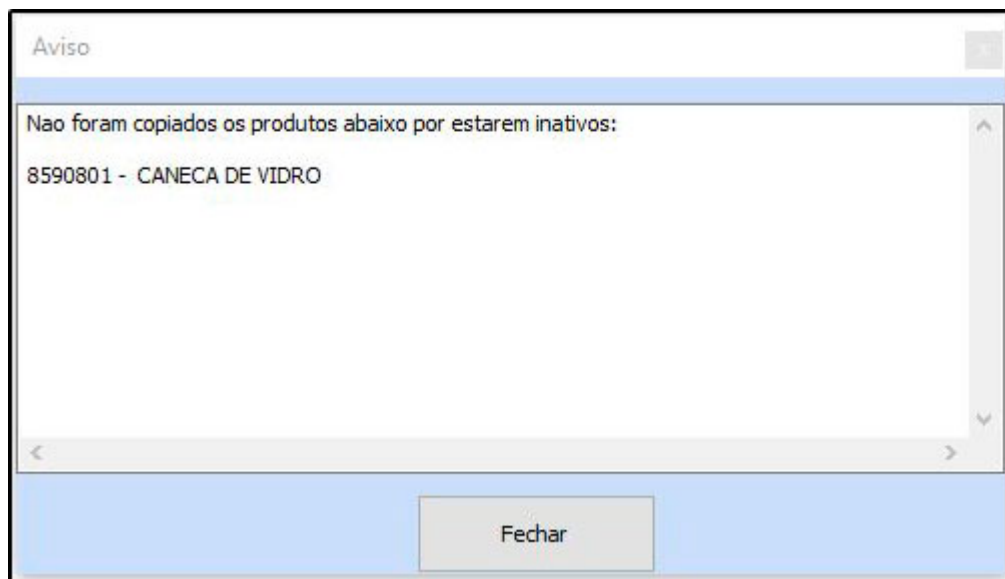 Aviso
Nao foram copiados os produtos abaixo por estarem inativos:
8590801 - CANECA DE VIDRO
Fechar